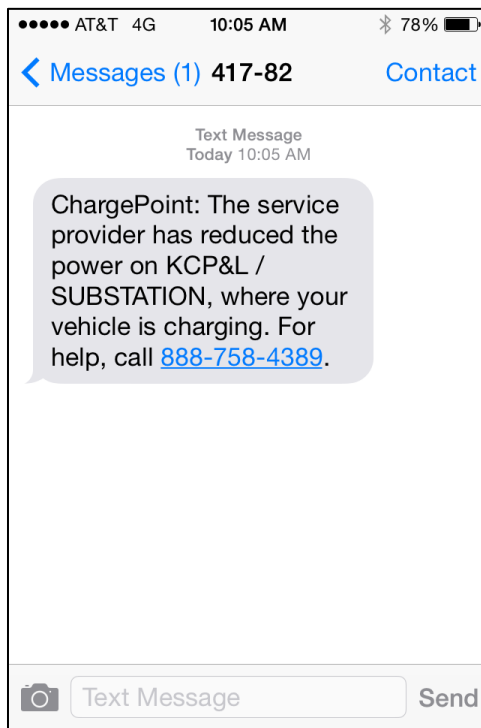 AT&T 4G 10:05 AM 78%
Messages (1) 417-82 Contact
Text Message
Today 10:05 AM
ChargePoint: The service
provider has reduced the
power on KCP&L /
SUBSTATION, where your
vehicle is charging. For
help, call 888-758-4389.
Text Message Send